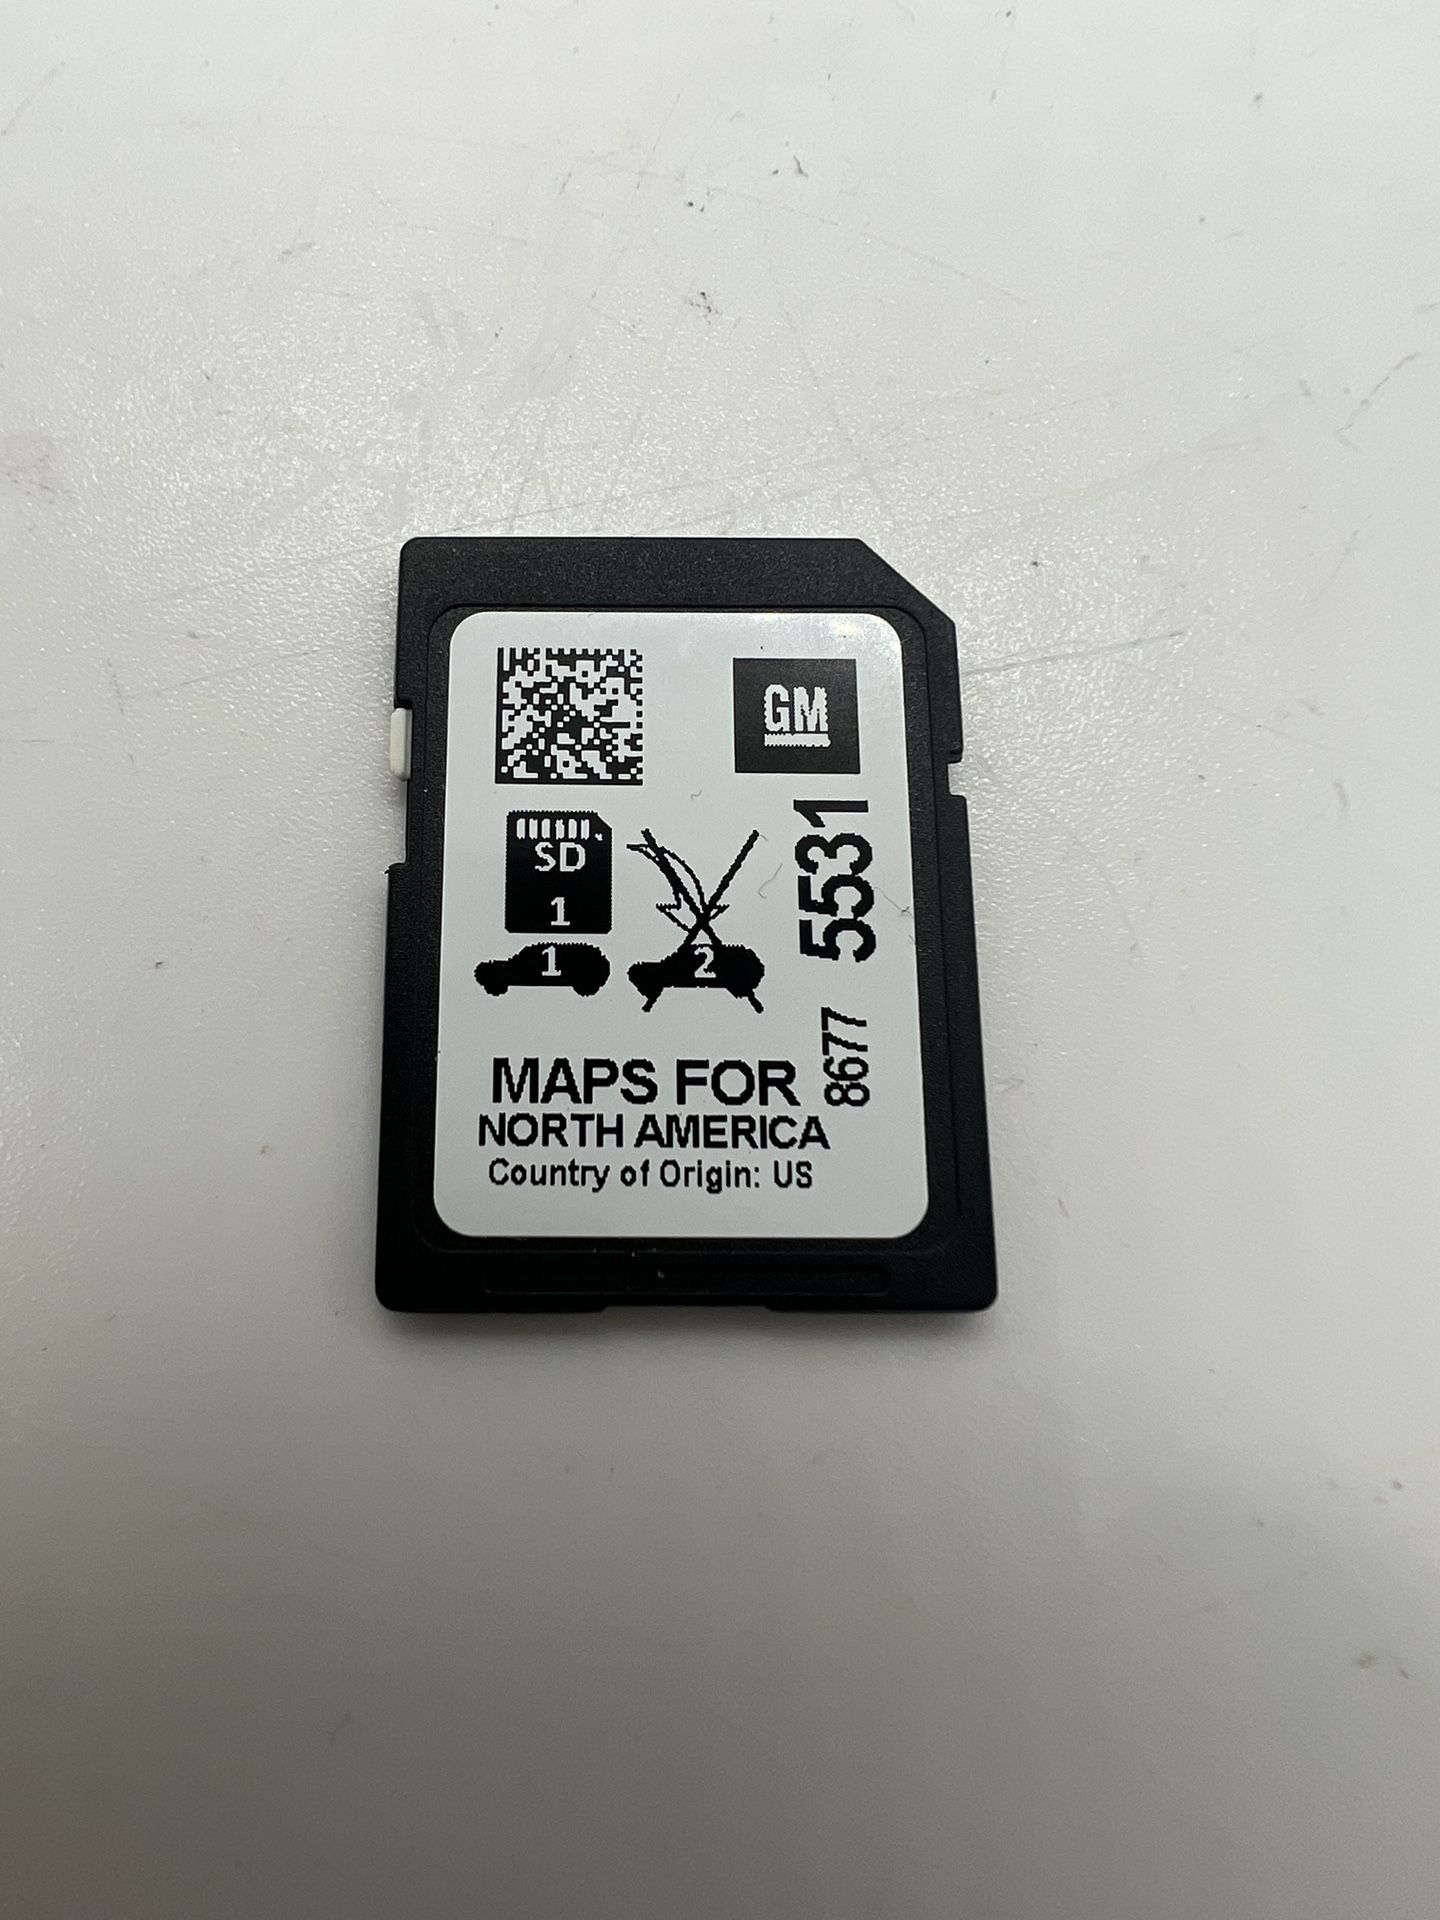 GM
SD
1
1
2
8677 5531
MAPS FOR
NORTH AMERICA
Country of Origin: US